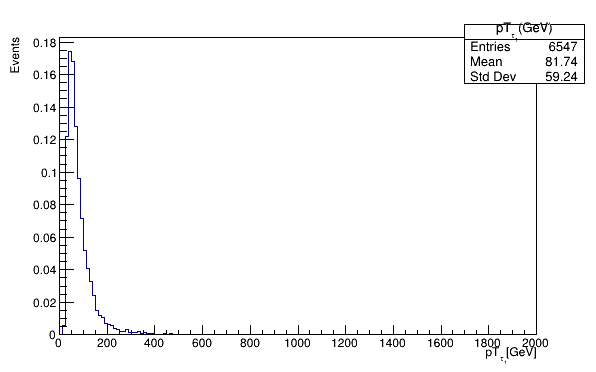 pTτ1(GeV)
Entries 6547
Mean 81.74
Std Dev 59.24
Events
0.18
0.16
0.14
0.12
0.1
0.08
0.06
0.04
0.02
0
0 200 400 600 800 1000 1200 1400 1600 1800 2000
pTτ1[GeV]